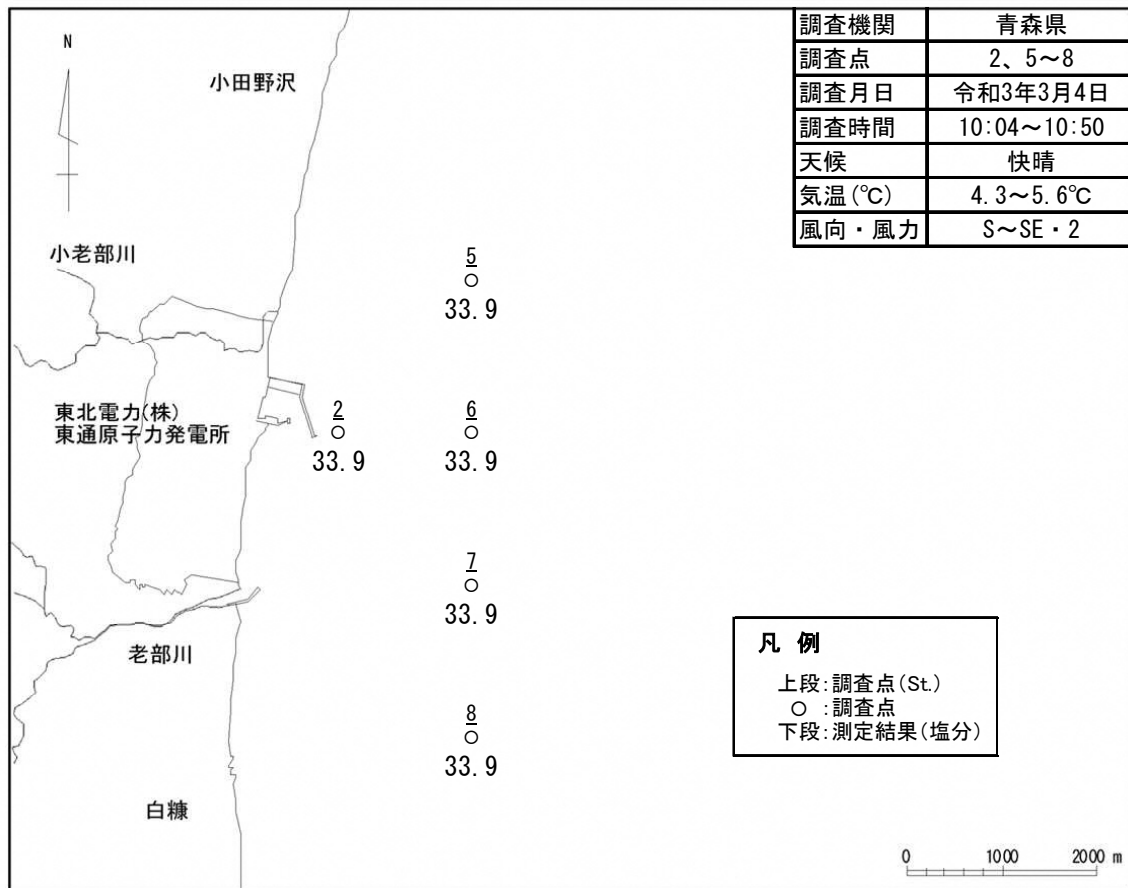 調査機関 青森県
調査点 2、5～8
調査月日 令和3年3月4日
調査時間 10:04～10:50
天候 快晴
気温(℃) 4.3～5.6℃
風向・風力 S～SE・2
N
小田野沢
小老部川
5
33.9
東北電力(株)
東通原子力発電所
2
33.9
6
33.9
7
33.9
老部川
8
33.9
白糠
凡 例
上段:調査点(St.)
○ :調査点
下段:測定結果(塩分)
0 1000 2000 m